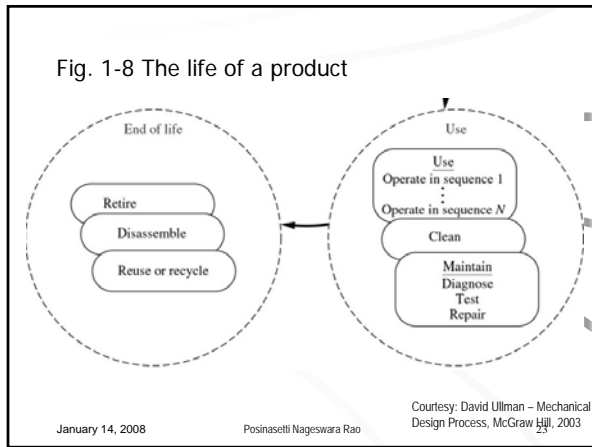 Fig. 1-8 The life of a product
End of life
Retire
Disassemble
Reuse or recycle
Use
Use
Operate in sequence 1
⋮
Operate in sequence N
Clean
Maintain
Diagnose
Test
Repair
January 14, 2008
Posinasetti Nageswara Rao
Courtesy: David Ullman – Mechanical
Design Process, McGraw Hill, 2003
23